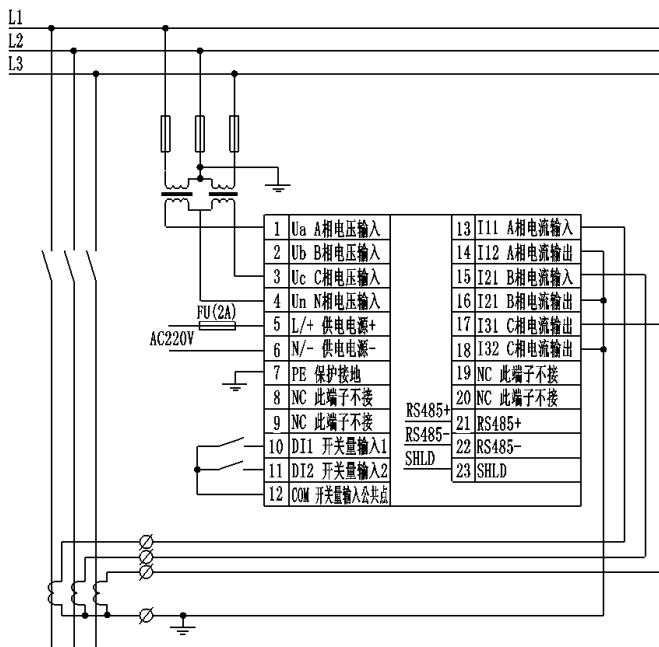 L1
L2
L3
1 Ua A相电压输入
2 Ub B相电压输入
3 Uc C相电压输入
4 Un N相电压输入
FU(2A)
5 L/+ 供电电源+
AC220V
6 N/- 供电电源-
7 PE 保护接地
8 NC 此端子不接
9 NC 此端子不接
10 DI1 开关量输入1
11 DI2 开关量输入2
12 COM 开关量输入公共点
RS485+
RS485-
SHLD
13 I11 A相电流输入
14 I12 A相电流输出
15 I21 B相电流输入
16 I21 B相电流输出
17 I31 C相电流输入
18 I32 C相电流输出
19 NC 此端子不接
20 NC 此端子不接
21 RS485+
22 RS485-
23 SHLD